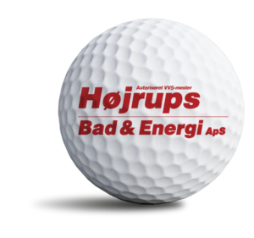 Autoriseret VVS-mester
Højrups
Bad & Energi ApS